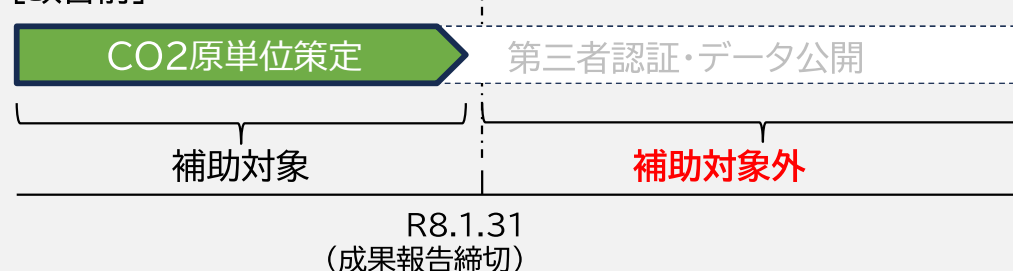 CO2原単位策定
第三者認証・データ公開
補助対象
補助対象外
R8.1.31
（成果報告締切）